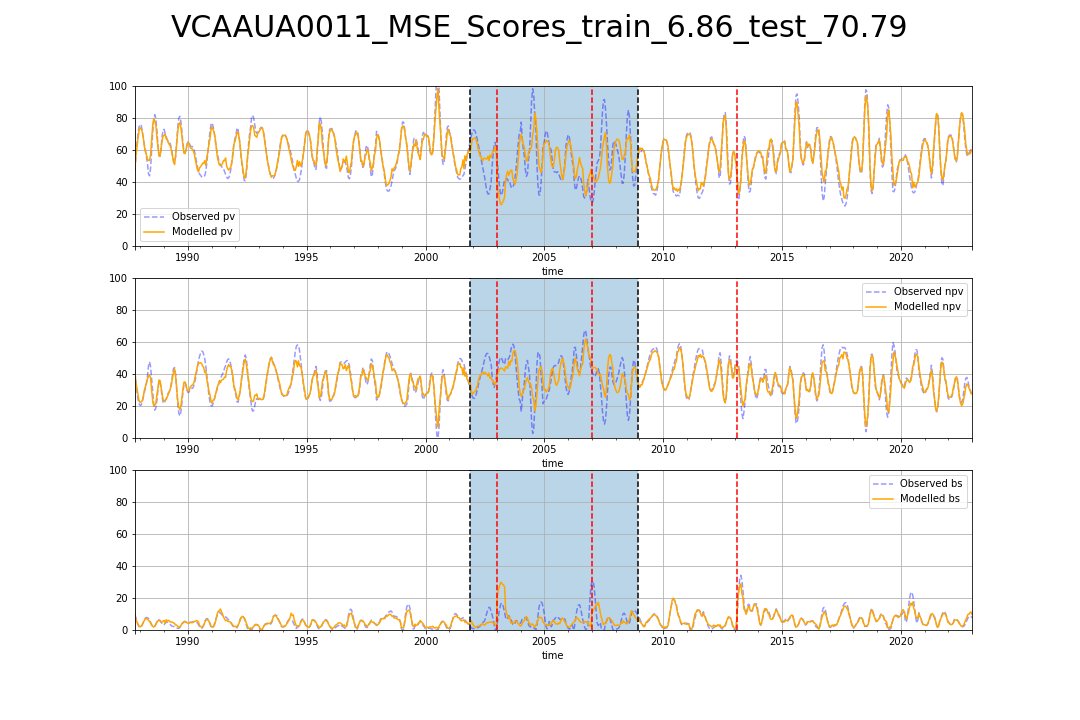 VCAAUA0011_MSE_Scores_train_6.86_test_70.79
100
80
60
40
20
0
Observed pv
Modelled pv
1990 1995 2000 2005 2010 2015 2020
time
100
80
60
40
20
0
Observed npv
Modelled npv
1990 1995 2000 2005 2010 2015 2020
time
100
80
60
40
20
0
Observed bs
Modelled bs
1990 1995 2000 2005 2010 2015 2020
time